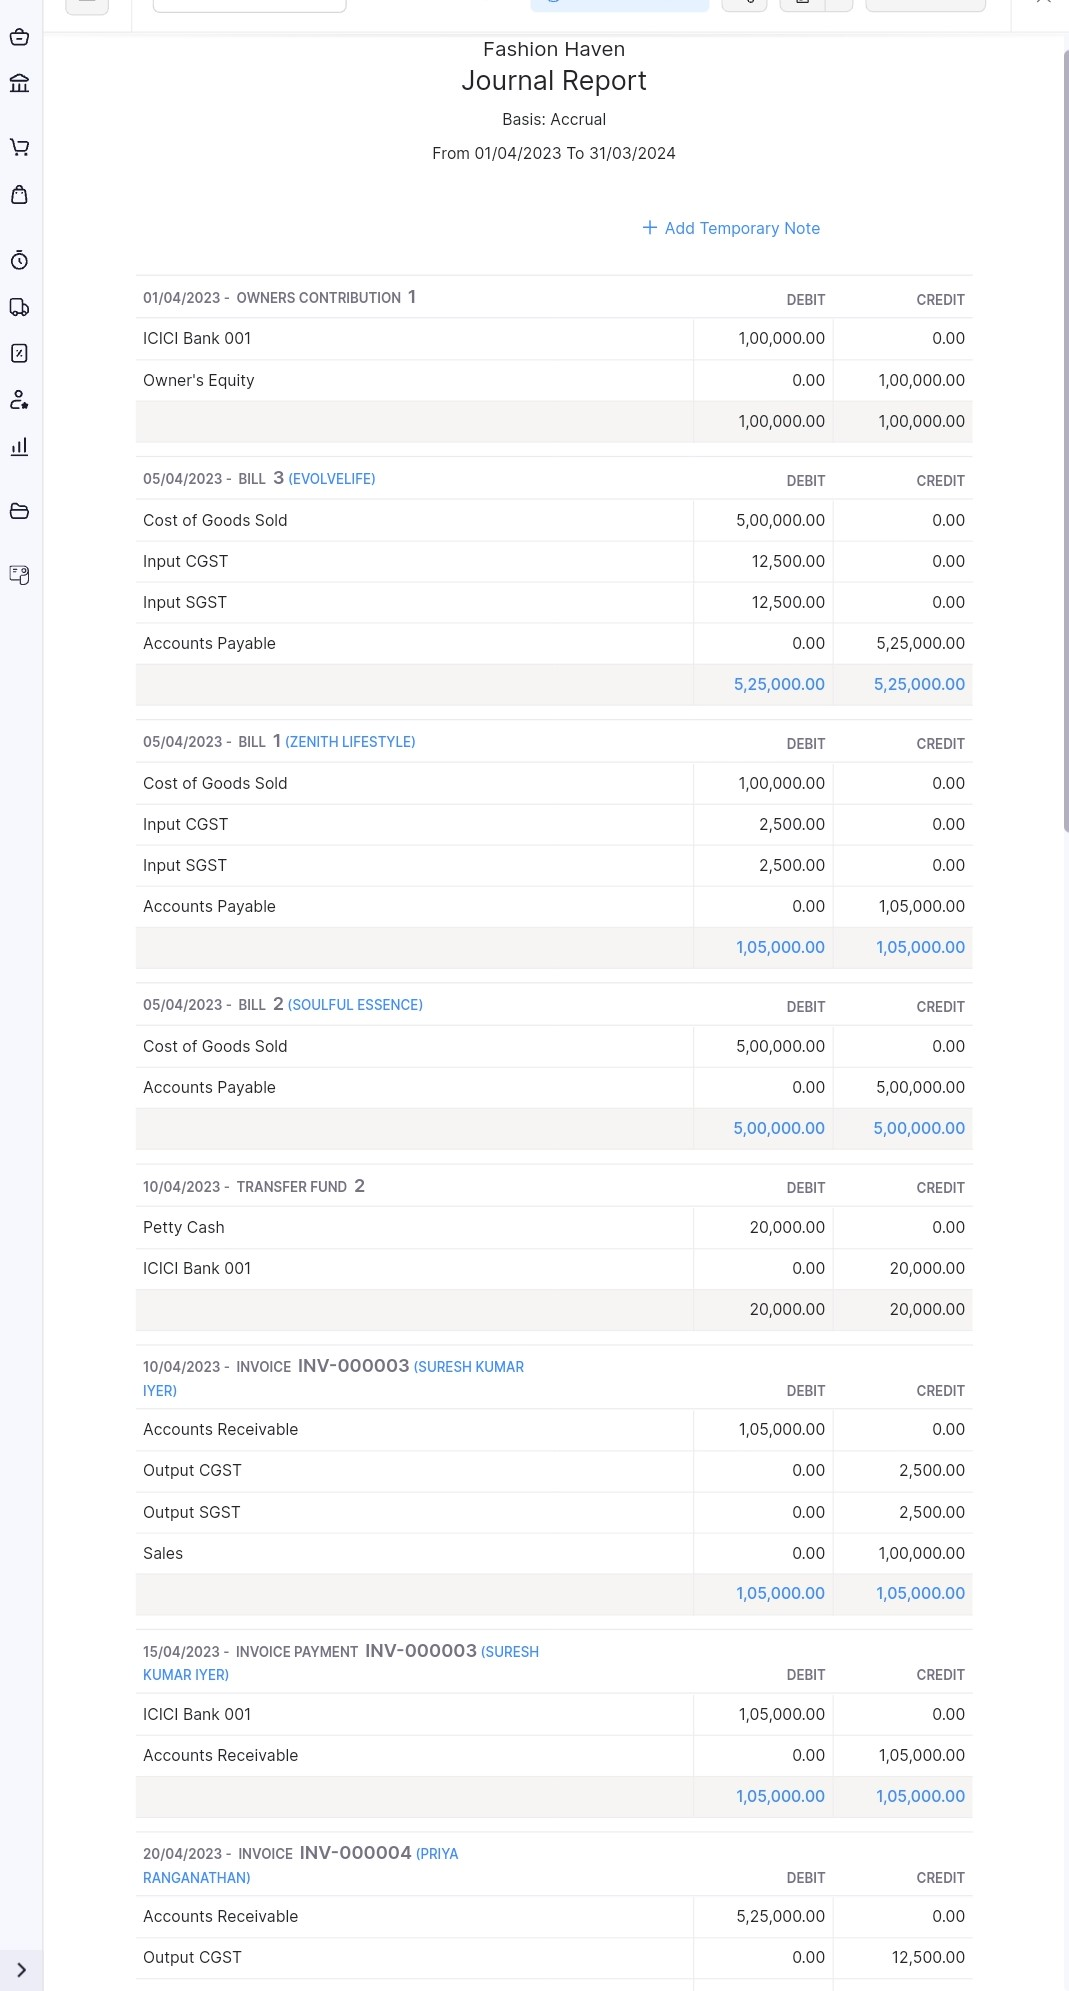 Fashion Haven
Journal Report
Basis: Accrual
From 01/04/2023 To 31/03/2024
+ Add Temporary Note
01/04/2023 - OWNERS CONTRIBUTION 1 DEBIT CREDIT
ICICI Bank 001 1,00,000.00 0.00
Owner's Equity 0.00 1,00,000.00
1,00,000.00 1,00,000.00
05/04/2023 - BILL 3 (EVOLVELIFE) DEBIT CREDIT
Cost of Goods Sold 5,00,000.00 0.00
Input CGST 12,500.00 0.00
Input SGST 12,500.00 0.00
Accounts Payable 0.00 5,25,000.00
5,25,000.00 5,25,000.00
05/04/2023 - BILL 1 (ZENITH LIFESTYLE) DEBIT CREDIT
Cost of Goods Sold 1,00,000.00 0.00
Input CGST 2,500.00 0.00
Input SGST 2,500.00 0.00
Accounts Payable 0.00 1,05,000.00
1,05,000.00 1,05,000.00
05/04/2023 - BILL 2 (SOULFUL ESSENCE) DEBIT CREDIT
Cost of Goods Sold 5,00,000.00 0.00
Accounts Payable 0.00 5,00,000.00
5,00,000.00 5,00,000.00
10/04/2023 - TRANSFER FUND 2 DEBIT CREDIT
Petty Cash 20,000.00 0.00
ICICI Bank 001 0.00 20,000.00
20,000.00 20,000.00
10/04/2023 - INVOICE INV-000003 (SURESH KUMAR
IYER) DEBIT CREDIT
Accounts Receivable 1,05,000.00 0.00
Output CGST 0.00 2,500.00
Output SGST 0.00 2,500.00
Sales 0.00 1,00,000.00
1,05,000.00 1,05,000.00
15/04/2023 - INVOICE PAYMENT INV-000003 (SURESH
KUMAR IYER) DEBIT CREDIT
ICICI Bank 001 1,05,000.00 0.00
Accounts Receivable 0.00 1,05,000.00
1,05,000.00 1,05,000.00
20/04/2023 - INVOICE INV-000004 (PRIYA
RANGANATHAN) DEBIT CREDIT
Accounts Receivable 5,25,000.00 0.00
Output CGST 0.00 12,500.00